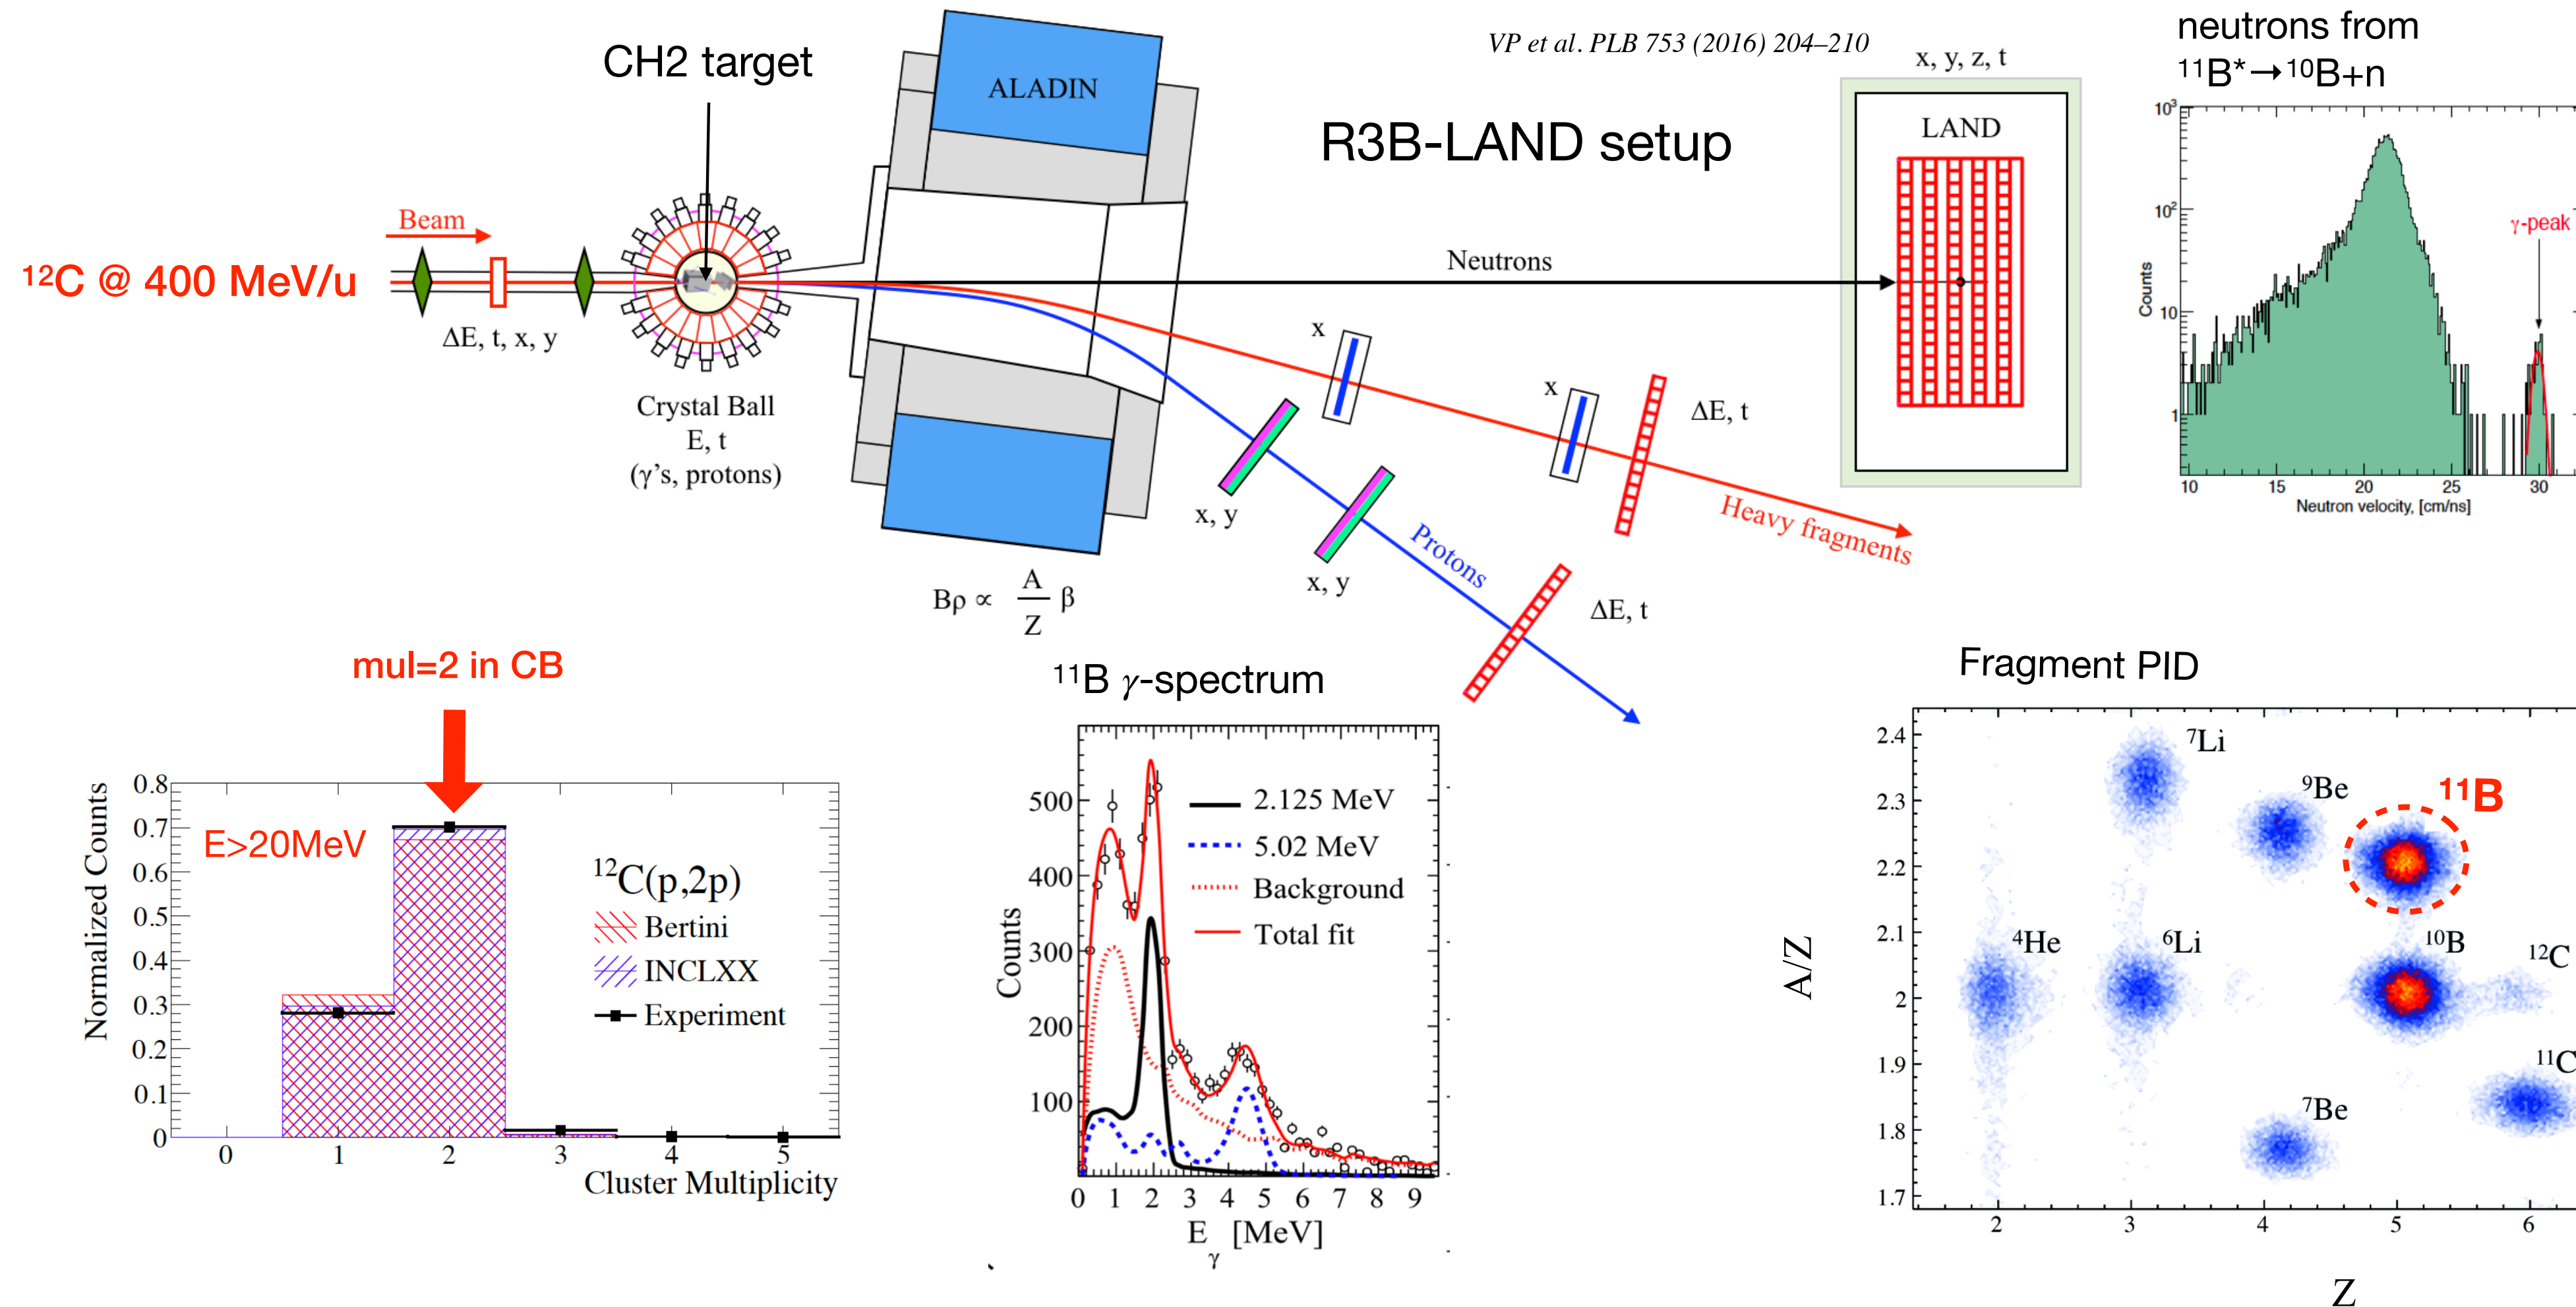 CH2 target
VP et al. PLB 753 (2016) 204–210
neutrons from
¹¹B*→¹⁰B+n
ALADIN
R3B-LAND setup
x, y, z, t
LAND
Beam
¹²C @ 400 MeV/u
ΔE, t, x, y
Crystal Ball
E, t
(γ's, protons)
Neutrons
x
x
ΔE, t
x, y
x, y
Heavy fragments
Protons
ΔE, t
Bρ ∝ A/Z β
10³
10²
10
1
Counts
γ-peak
10 15 20 25 30
Neutron velocity, [cm/ns]
mul=2 in CB
E>20MeV
Normalized Counts
0.8
0.7
0.6
0.5
0.4
0.3
0.2
0.1
0
¹²C(p,2p)
Bertini
INCLXX
Experiment
0 1 2 3 4 5
Cluster Multiplicity
¹¹B γ-spectrum
Counts
500
400
300
200
100
2.125 MeV
5.02 MeV
Background
Total fit
0 1 2 3 4 5 6 7 8 9
Eγ [MeV]
Fragment PID
A/Z
2.4
2.3
2.2
2.1
2
1.9
1.8
1.7
⁷Li
⁹Be
¹¹B
⁴He
⁶Li
¹⁰B
¹²C
¹¹C
⁷Be
2 3 4 5 6
Z